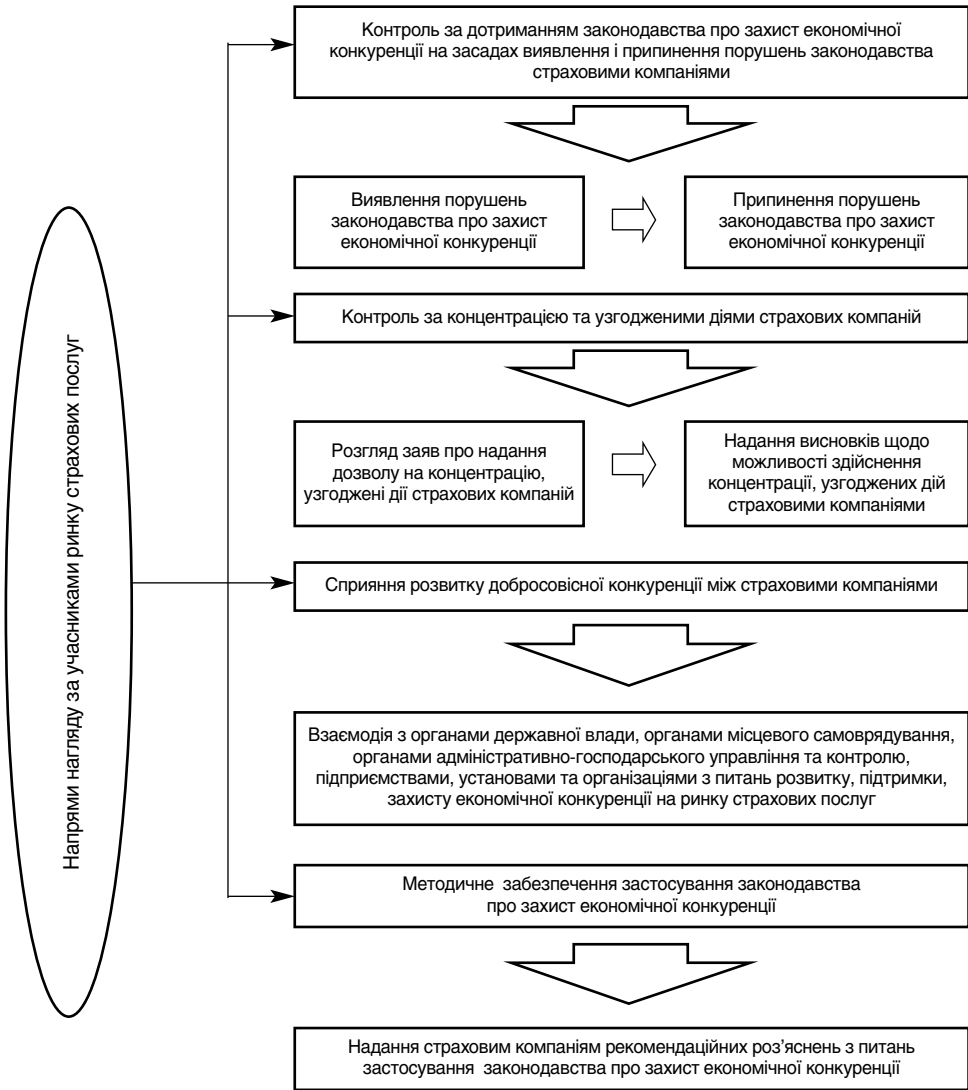 Напрями нагляду за учасниками ринку страхових послуг
Контроль за дотриманням законодавства про захист економічної
конкуренції на засадах виявлення і припинення порушень законодавства
страховими компаніями
Виявлення порушень
законодавства про захист
економічної конкуренції
Припинення порушень
законодавства про захист
економічної конкуренції
Контроль за концентрацією та узгодженими діями страхових компаній
Розгляд заяв про надання
дозволу на концентрацію,
узгоджені дії страхових компаній
Надання висновків щодо
можливості здійснення
концентрації, узгоджених дій
страховими компаніями
Сприяння розвитку добросовісної конкуренції між страховими компаніями
Взаємодія з органами державної влади, органами місцевого самоврядування,
органами адміністративно-господарського управління та контролю,
підприємствами, установами та організаціями з питань розвитку, підтримки,
захисту економічної конкуренції на ринку страхових послуг
Методичне забезпечення застосування законодавства
про захист економічної конкуренції
Надання страховим компаніям рекомендаційних роз’яснень з питань
застосування законодавства про захист економічної конкуренції